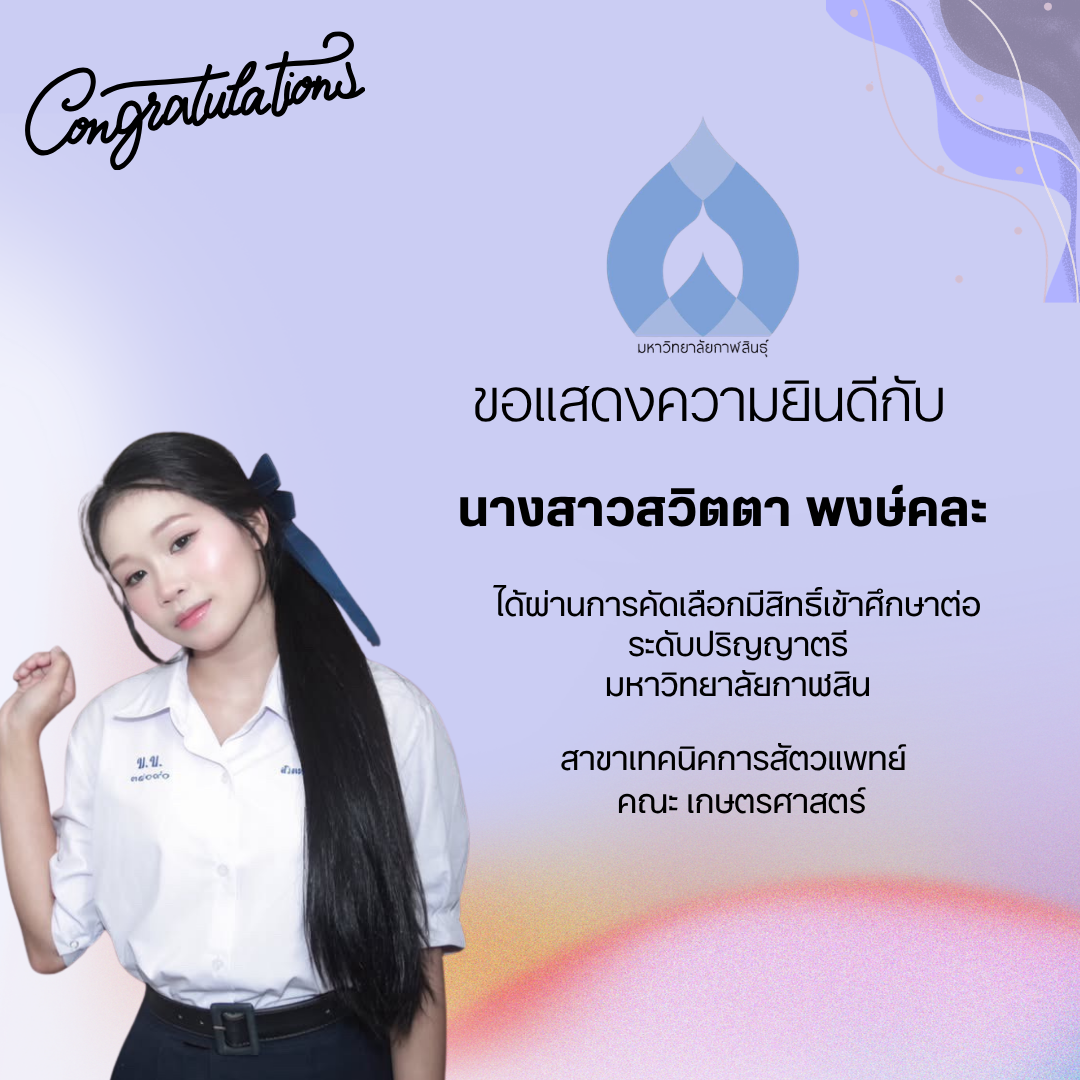 Congratulations
มหาวิทยาลัยกาฬสินธุ์
ขอแสดงความยินดีกับ
นางสาวสวิตตา พงษ์คละ
ได้ผ่านการคัดเลือกมีสิทธิ์เข้าศึกษาต่อ
ระดับปริญญาตรี
มหาวิทยาลัยกาฬสิน
สาขาเทคนิคการสัตวแพทย์
คณะ เกษตรศาสตร์
ข.ข.